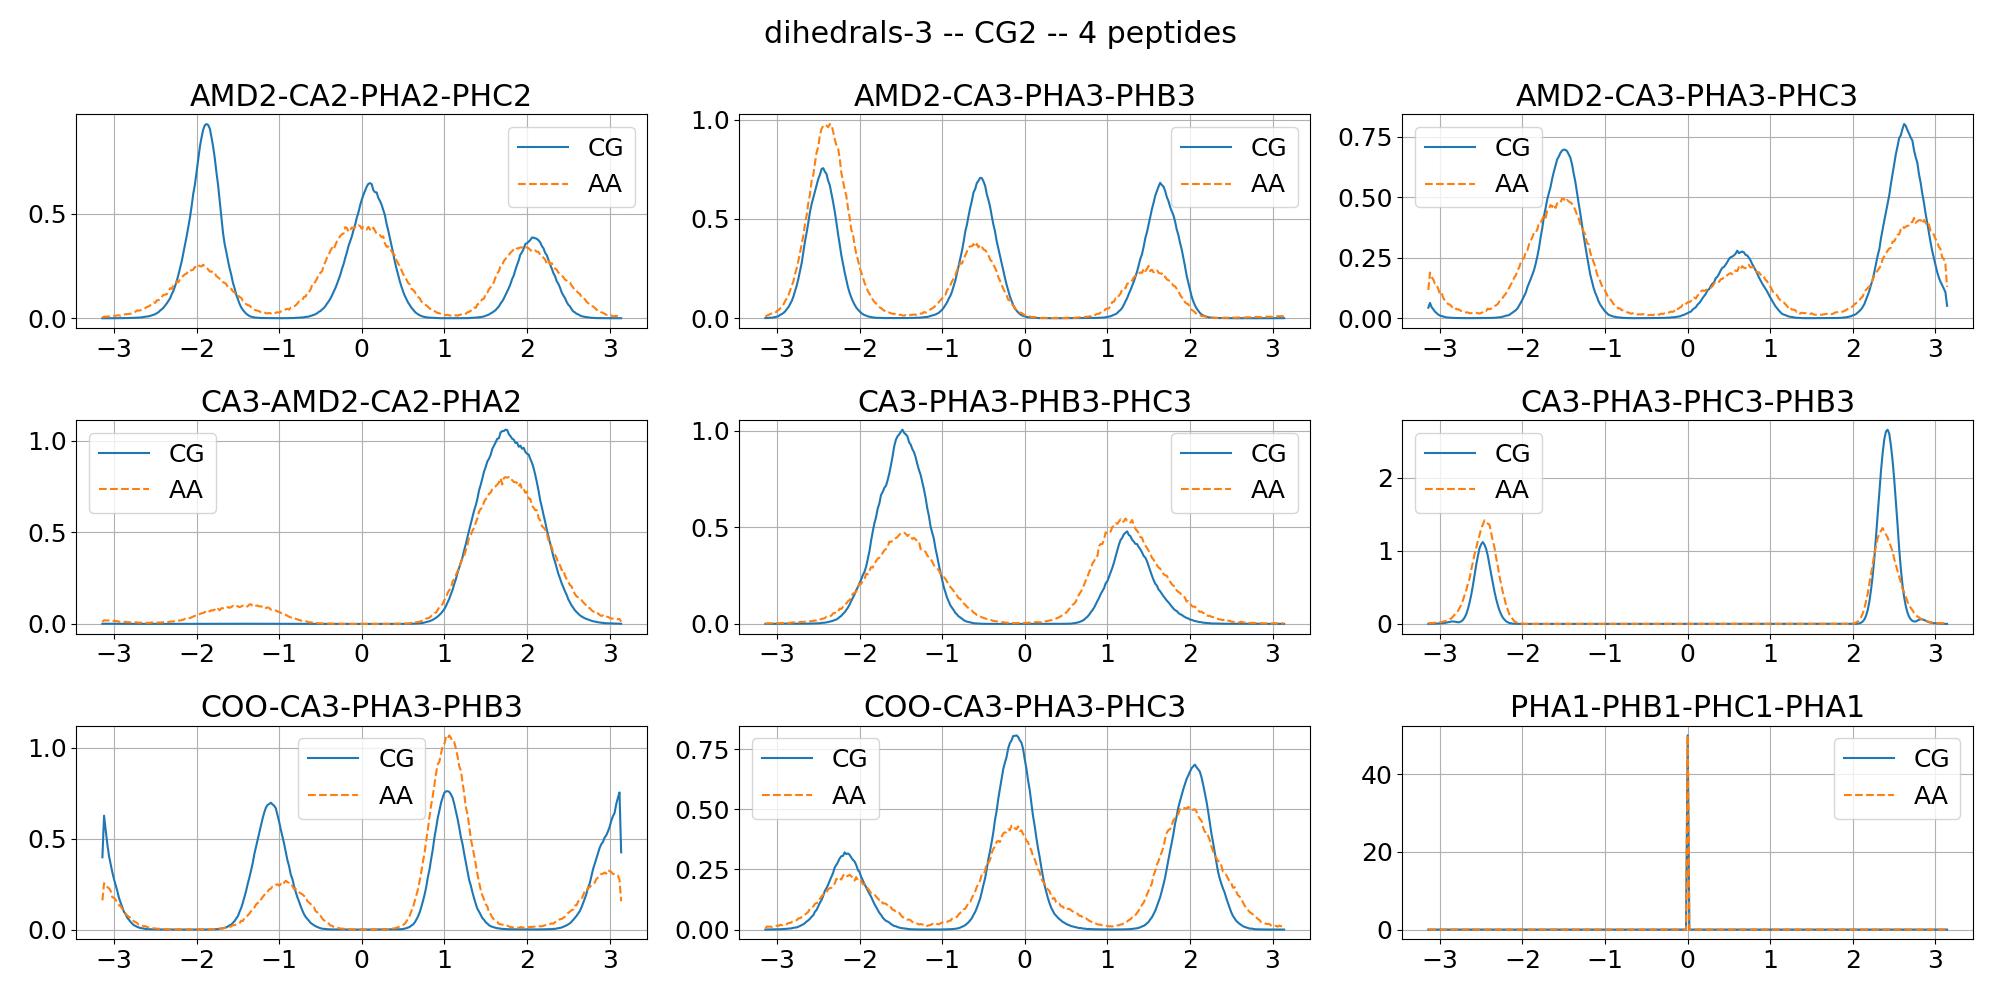 dihedrals-3 -- CG2 -- 4 peptides
AMD2-CA2-PHA2-PHC2
0.5
0.0
−3 −2 −1 0 1 2 3
CG
AA
AMD2-CA3-PHA3-PHB3
1.0
0.5
0.0
−3 −2 −1 0 1 2 3
CG
AA
AMD2-CA3-PHA3-PHC3
0.75
0.50
0.25
0.00
−3 −2 −1 0 1 2 3
CG
AA
CA3-AMD2-CA2-PHA2
1.0
0.5
0.0
−3 −2 −1 0 1 2 3
CG
AA
CA3-PHA3-PHB3-PHC3
1.0
0.5
0.0
−3 −2 −1 0 1 2 3
CG
AA
CA3-PHA3-PHC3-PHB3
2
1
0
−3 −2 −1 0 1 2 3
CG
AA
COO-CA3-PHA3-PHB3
1.0
0.5
0.0
−3 −2 −1 0 1 2 3
CG
AA
COO-CA3-PHA3-PHC3
0.75
0.50
0.25
0.00
−3 −2 −1 0 1 2 3
CG
AA
PHA1-PHB1-PHC1-PHA1
40
20
0
−3 −2 −1 0 1 2 3
CG
AA